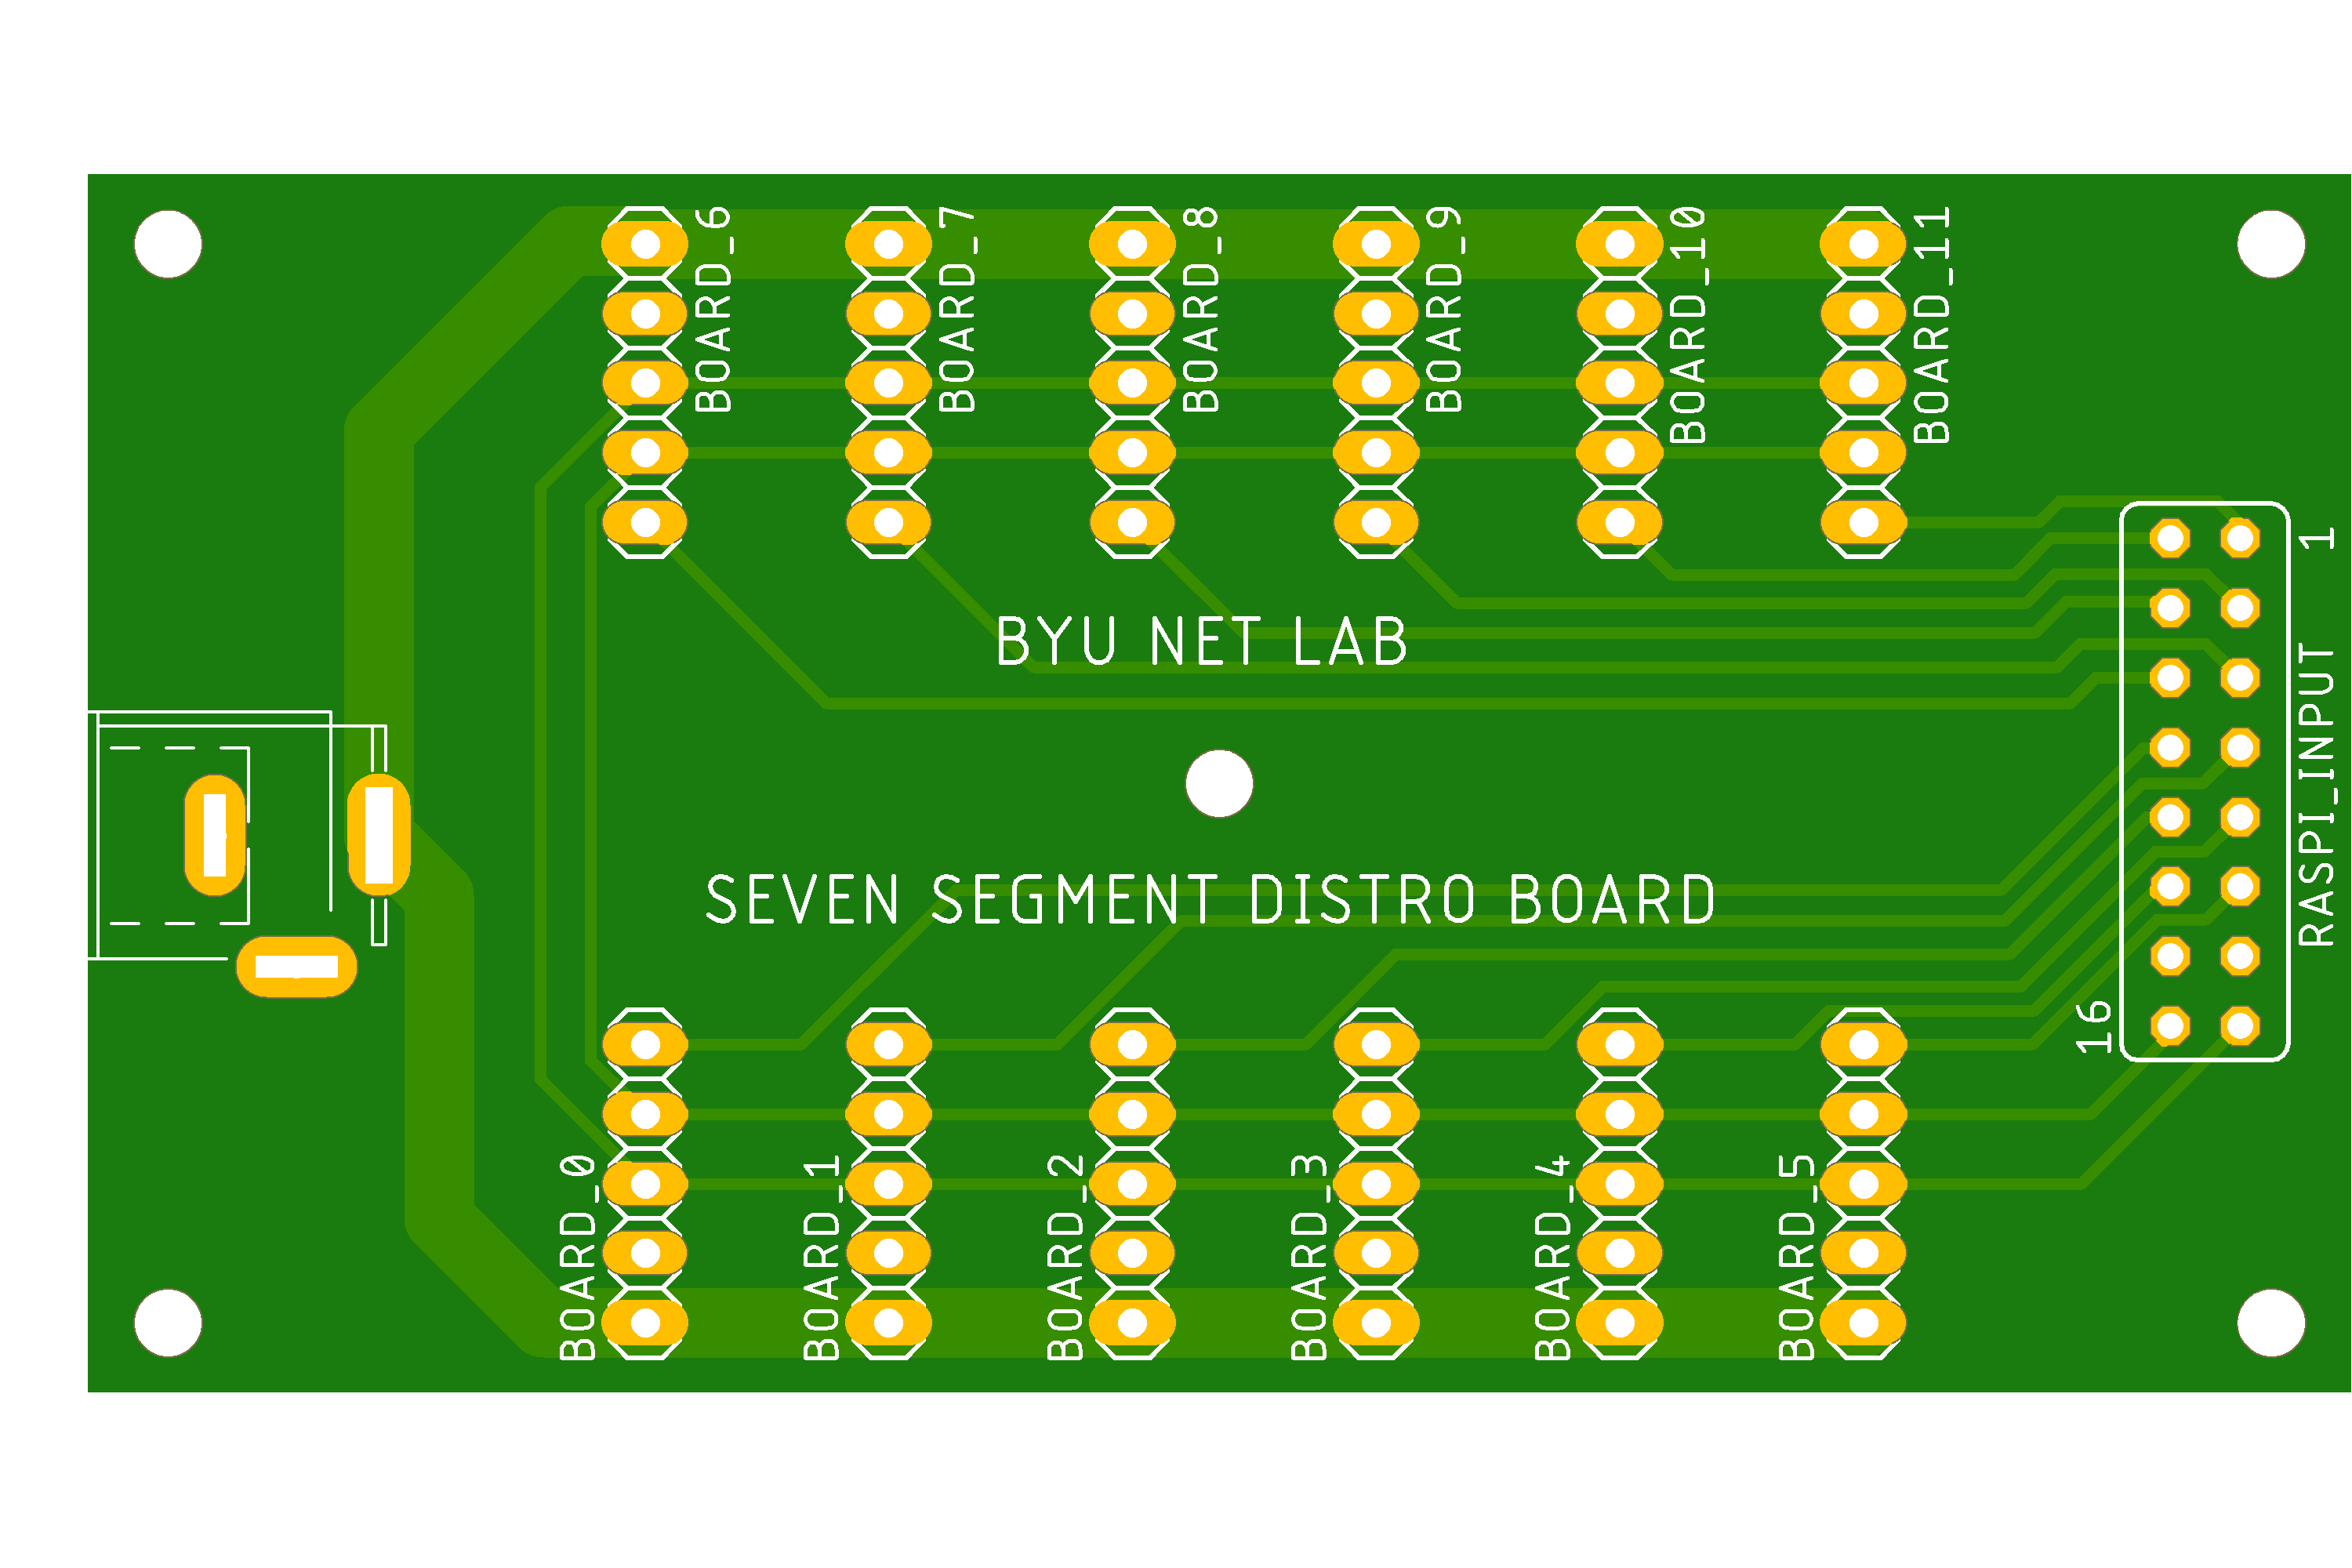 BOARD_6
BOARD_7
BOARD_8
BOARD_9
BOARD_10
BOARD_11
1
BYU NET LAB
RASPI_INPUT
SEVEN SEGMENT DISTRO BOARD
16
BOARD_0
BOARD_1
BOARD_2
BOARD_3
BOARD_4
BOARD_5